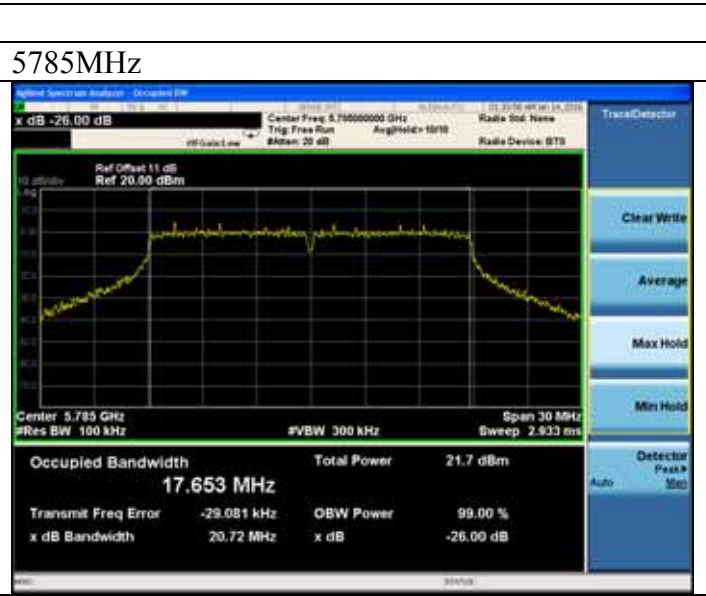 5785MHz
Agilent Spectrum Analyzer - Occupied BW
x dB -26.00 dB
Center Freq: 5.785000000 GHz
Radio Std: None
Trig: Free Run Avg|Hold:> 10/10
#IFGain:Low #Atten: 20 dB Radio Device: BTS
Trace/Detector
Ref Offset 11 dB
10 dB/div Ref 20.00 dBm
Log
Clear Write
Average
Max Hold
Min Hold
Center 5.785 GHz Span 30 MHz
#Res BW 100 kHz #VBW 300 kHz Sweep 2.933 ms
Occupied Bandwidth Total Power 21.7 dBm
17.653 MHz
Transmit Freq Error -29.081 kHz OBW Power 99.00 %
x dB Bandwidth 20.72 MHz x dB -26.00 dB
Detector
Peak▶
Auto Man
MSG STATUS